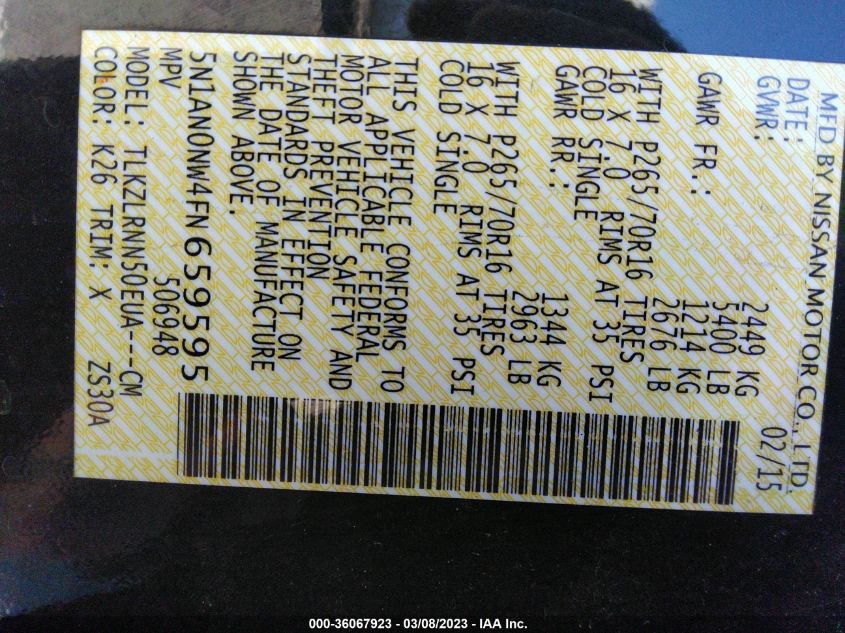 MFD BY NISSAN MOTOR CO., LTD.
DATE: 02/15
GVWR: 2449 KG
5400 LB
GAWR FR.: 1214 KG
2676 LB
WITH P265/70R16 TIRES
16 X 7.0 RIMS AT 35 PSI
COLD SINGLE
GAWR RR.: 1344 KG
2963 LB
WITH P265/70R16 TIRES
16 X 7.0 RIMS AT 35 PSI
COLD SINGLE
THIS VEHICLE CONFORMS TO
ALL APPLICABLE FEDERAL
MOTOR VEHICLE SAFETY AND
THEFT PREVENTION
STANDARDS IN EFFECT ON
THE DATE OF MANUFACTURE
SHOWN ABOVE.
5N1AN0NW4FN659595
MPV 506948
MODEL: TLKZLRNN50EUA---CM
COLOR: K26 TRIM: X ZS30A
000-36067923 - 03/08/2023 - IAA Inc.